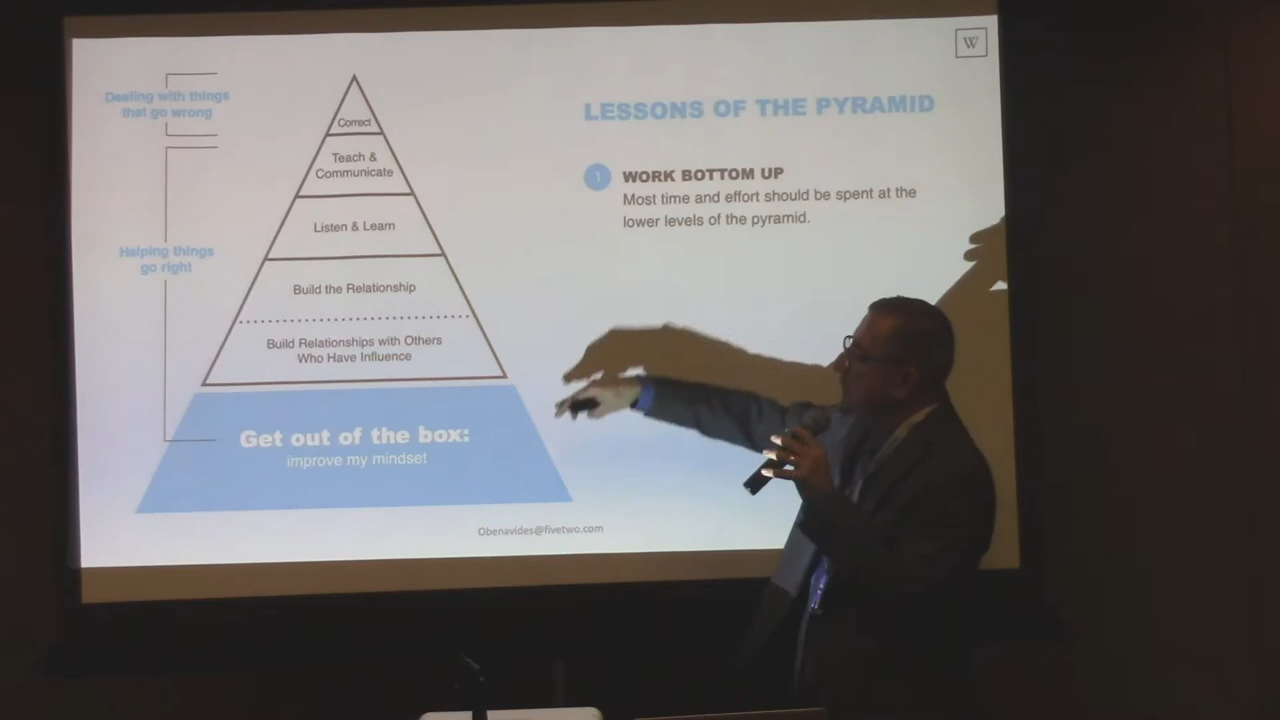 W
Dealing with things
that go wrong
Correct
Teach &
Communicate
Listen & Learn
Helping things
go right
Build the Relationship
Build Relationships with Others
Who Have Influence
Get out of the box:
improve my mindset
LESSONS OF THE PYRAMID
1
WORK BOTTOM UP
Most time and effort should be spent at the
lower levels of the pyramid.
Obenavides@fivetwo.com